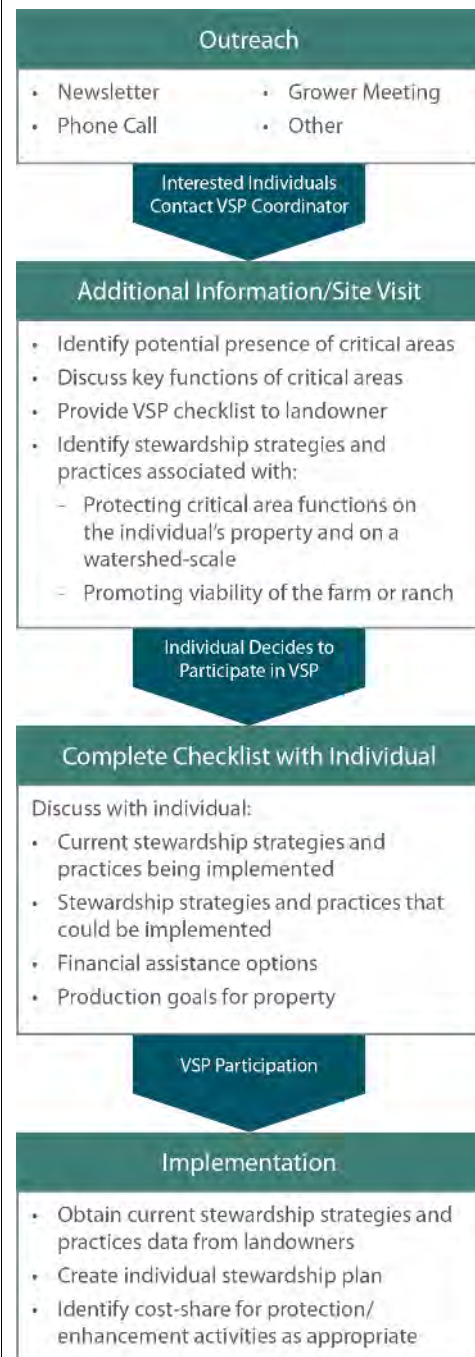 Outreach
• Newsletter
• Phone Call
• Grower Meeting
• Other
Interested Individuals
Contact VSP Coordinator
Additional Information/Site Visit
• Identify potential presence of critical areas
• Discuss key functions of critical areas
• Provide VSP checklist to landowner
• Identify stewardship strategies and
practices associated with:
- Protecting critical area functions on
the individual's property and on a
watershed-scale
- Promoting viability of the farm or ranch
Individual Decides to
Participate in VSP
Complete Checklist with Individual
Discuss with individual:
• Current stewardship strategies and
practices being implemented
• Stewardship strategies and practices that
could be implemented
• Financial assistance options
• Production goals for property
VSP Participation
Implementation
• Obtain current stewardship strategies and
practices data from landowners
• Create individual stewardship plan
• Identify cost-share for protection/
enhancement activities as appropriate